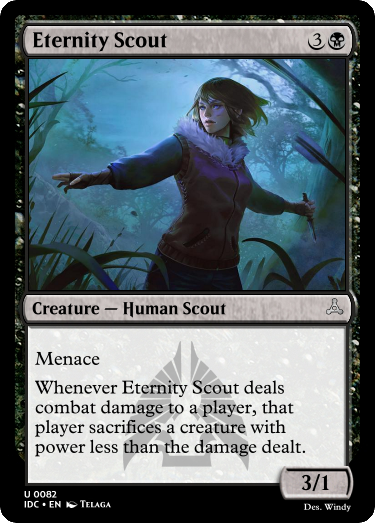 Eternity Scout 3
Creature — Human Scout
Menace
Whenever Eternity Scout deals
combat damage to a player, that
player sacrifices a creature with
power less than the damage dealt.
3/1
U 0082
IDC • EN Telaga
Des. Windy